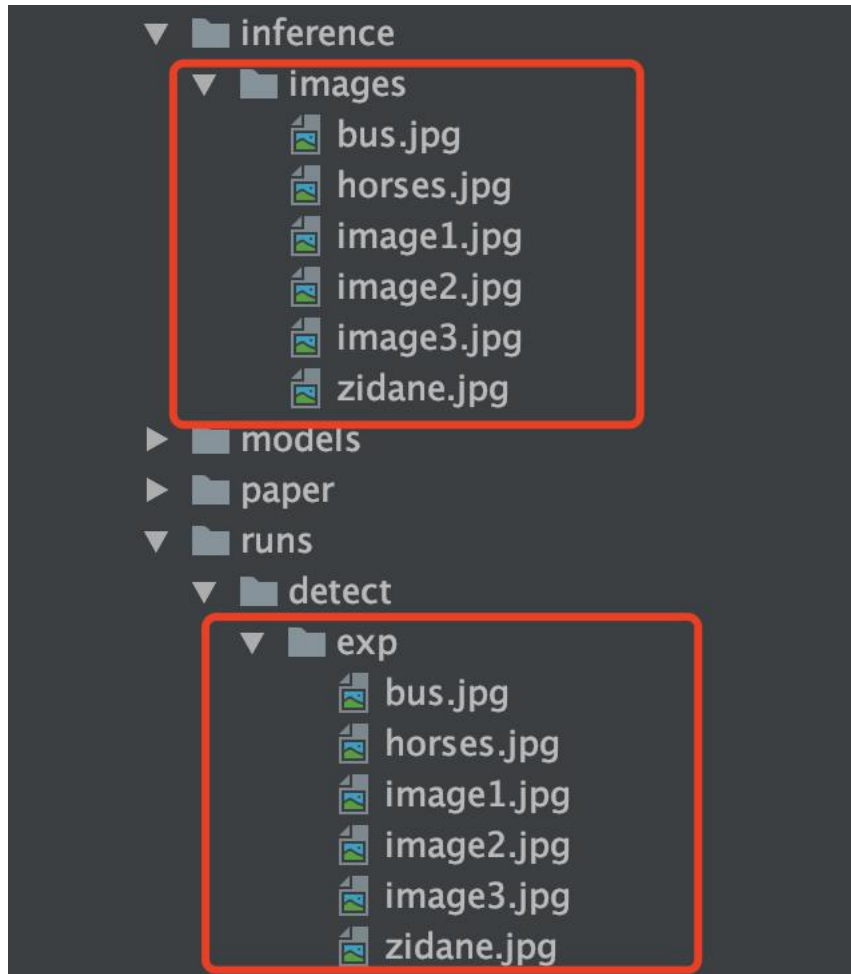 inference
images
bus.jpg
horses.jpg
image1.jpg
image2.jpg
image3.jpg
zidane.jpg
models
paper
runs
detect
exp
bus.jpg
horses.jpg
image1.jpg
image2.jpg
image3.jpg
zidane.jpg